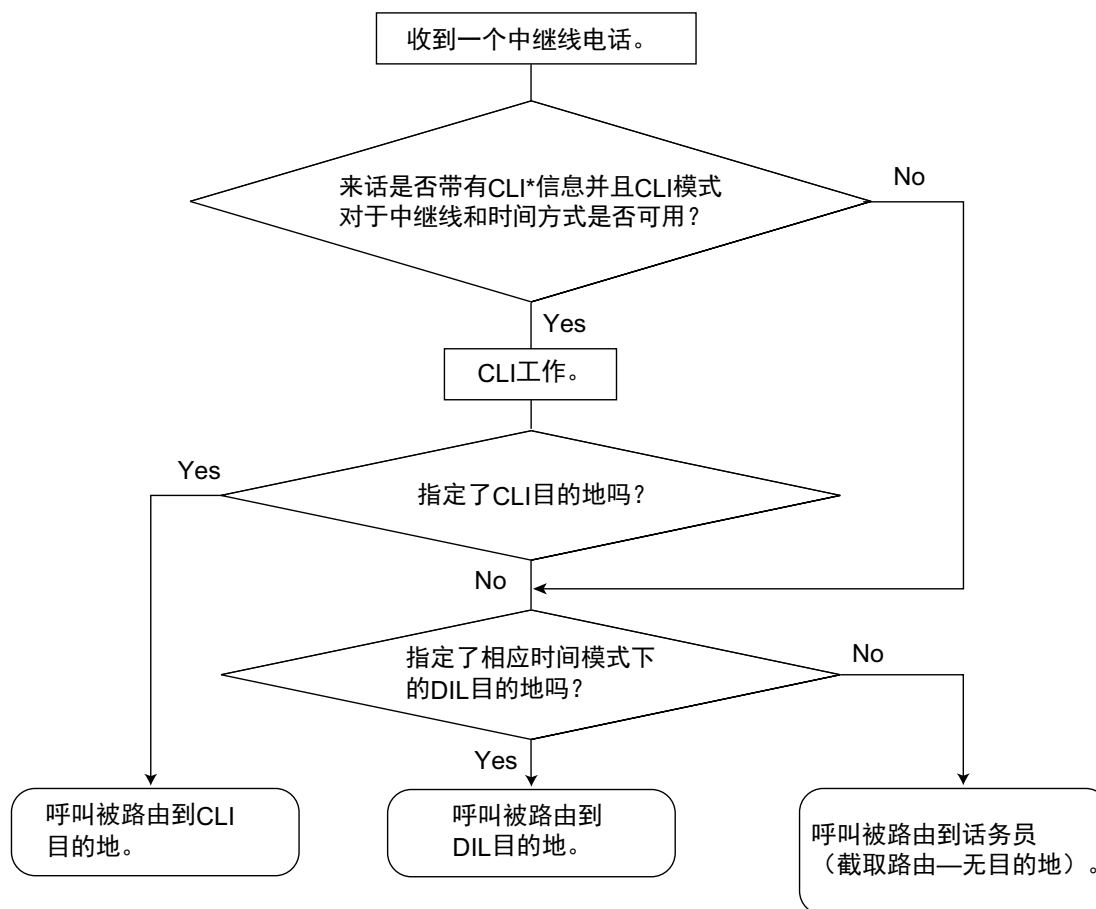 收到一个中继线电话。
来话是否带有CLI*信息并且CLI模式
对于中继线和时间方式是否可用？
No
Yes
CLI工作。
Yes
指定了CLI目的地吗？
No
指定了相应时间模式下
的DIL目的地吗？
No
Yes
呼叫被路由到CLI
目的地。
呼叫被路由到
DIL目的地。
呼叫被路由到话务员
（截取路由—无目的地）。